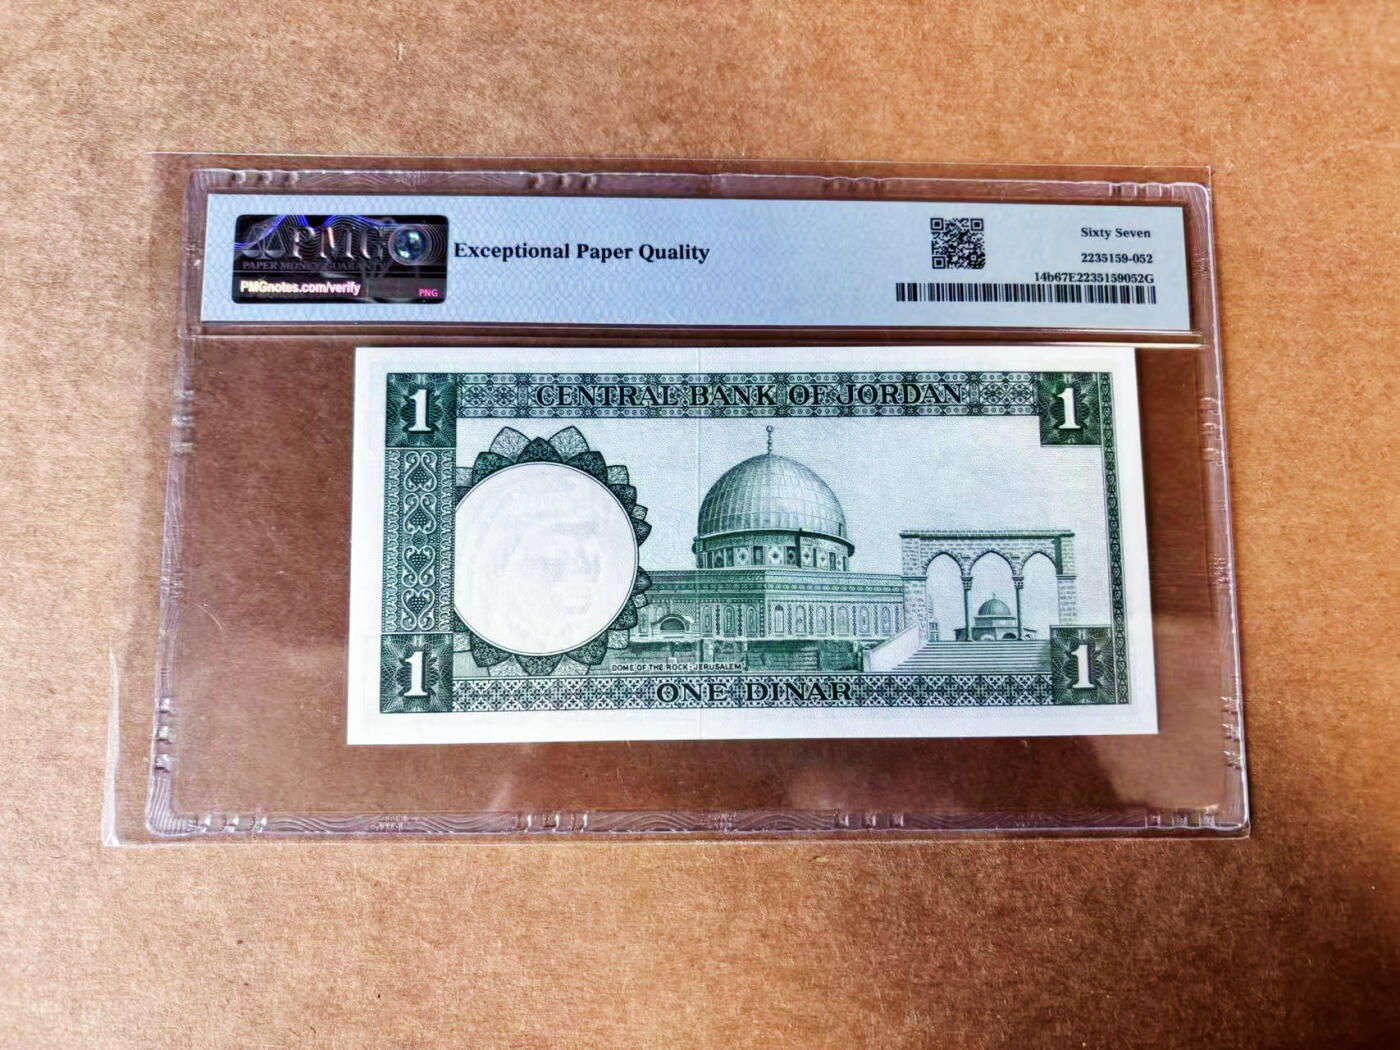 PMG
PAPER MONEY GUARANTY
PMGnotes.com/verify
PNG
Exceptional Paper Quality
Sixty Seven
2235159-052
14b67E2235159052G
1
CENTRAL BANK OF JORDAN
1
DOME OF THE ROCK-JERUSALEM
1
ONE DINAR
1